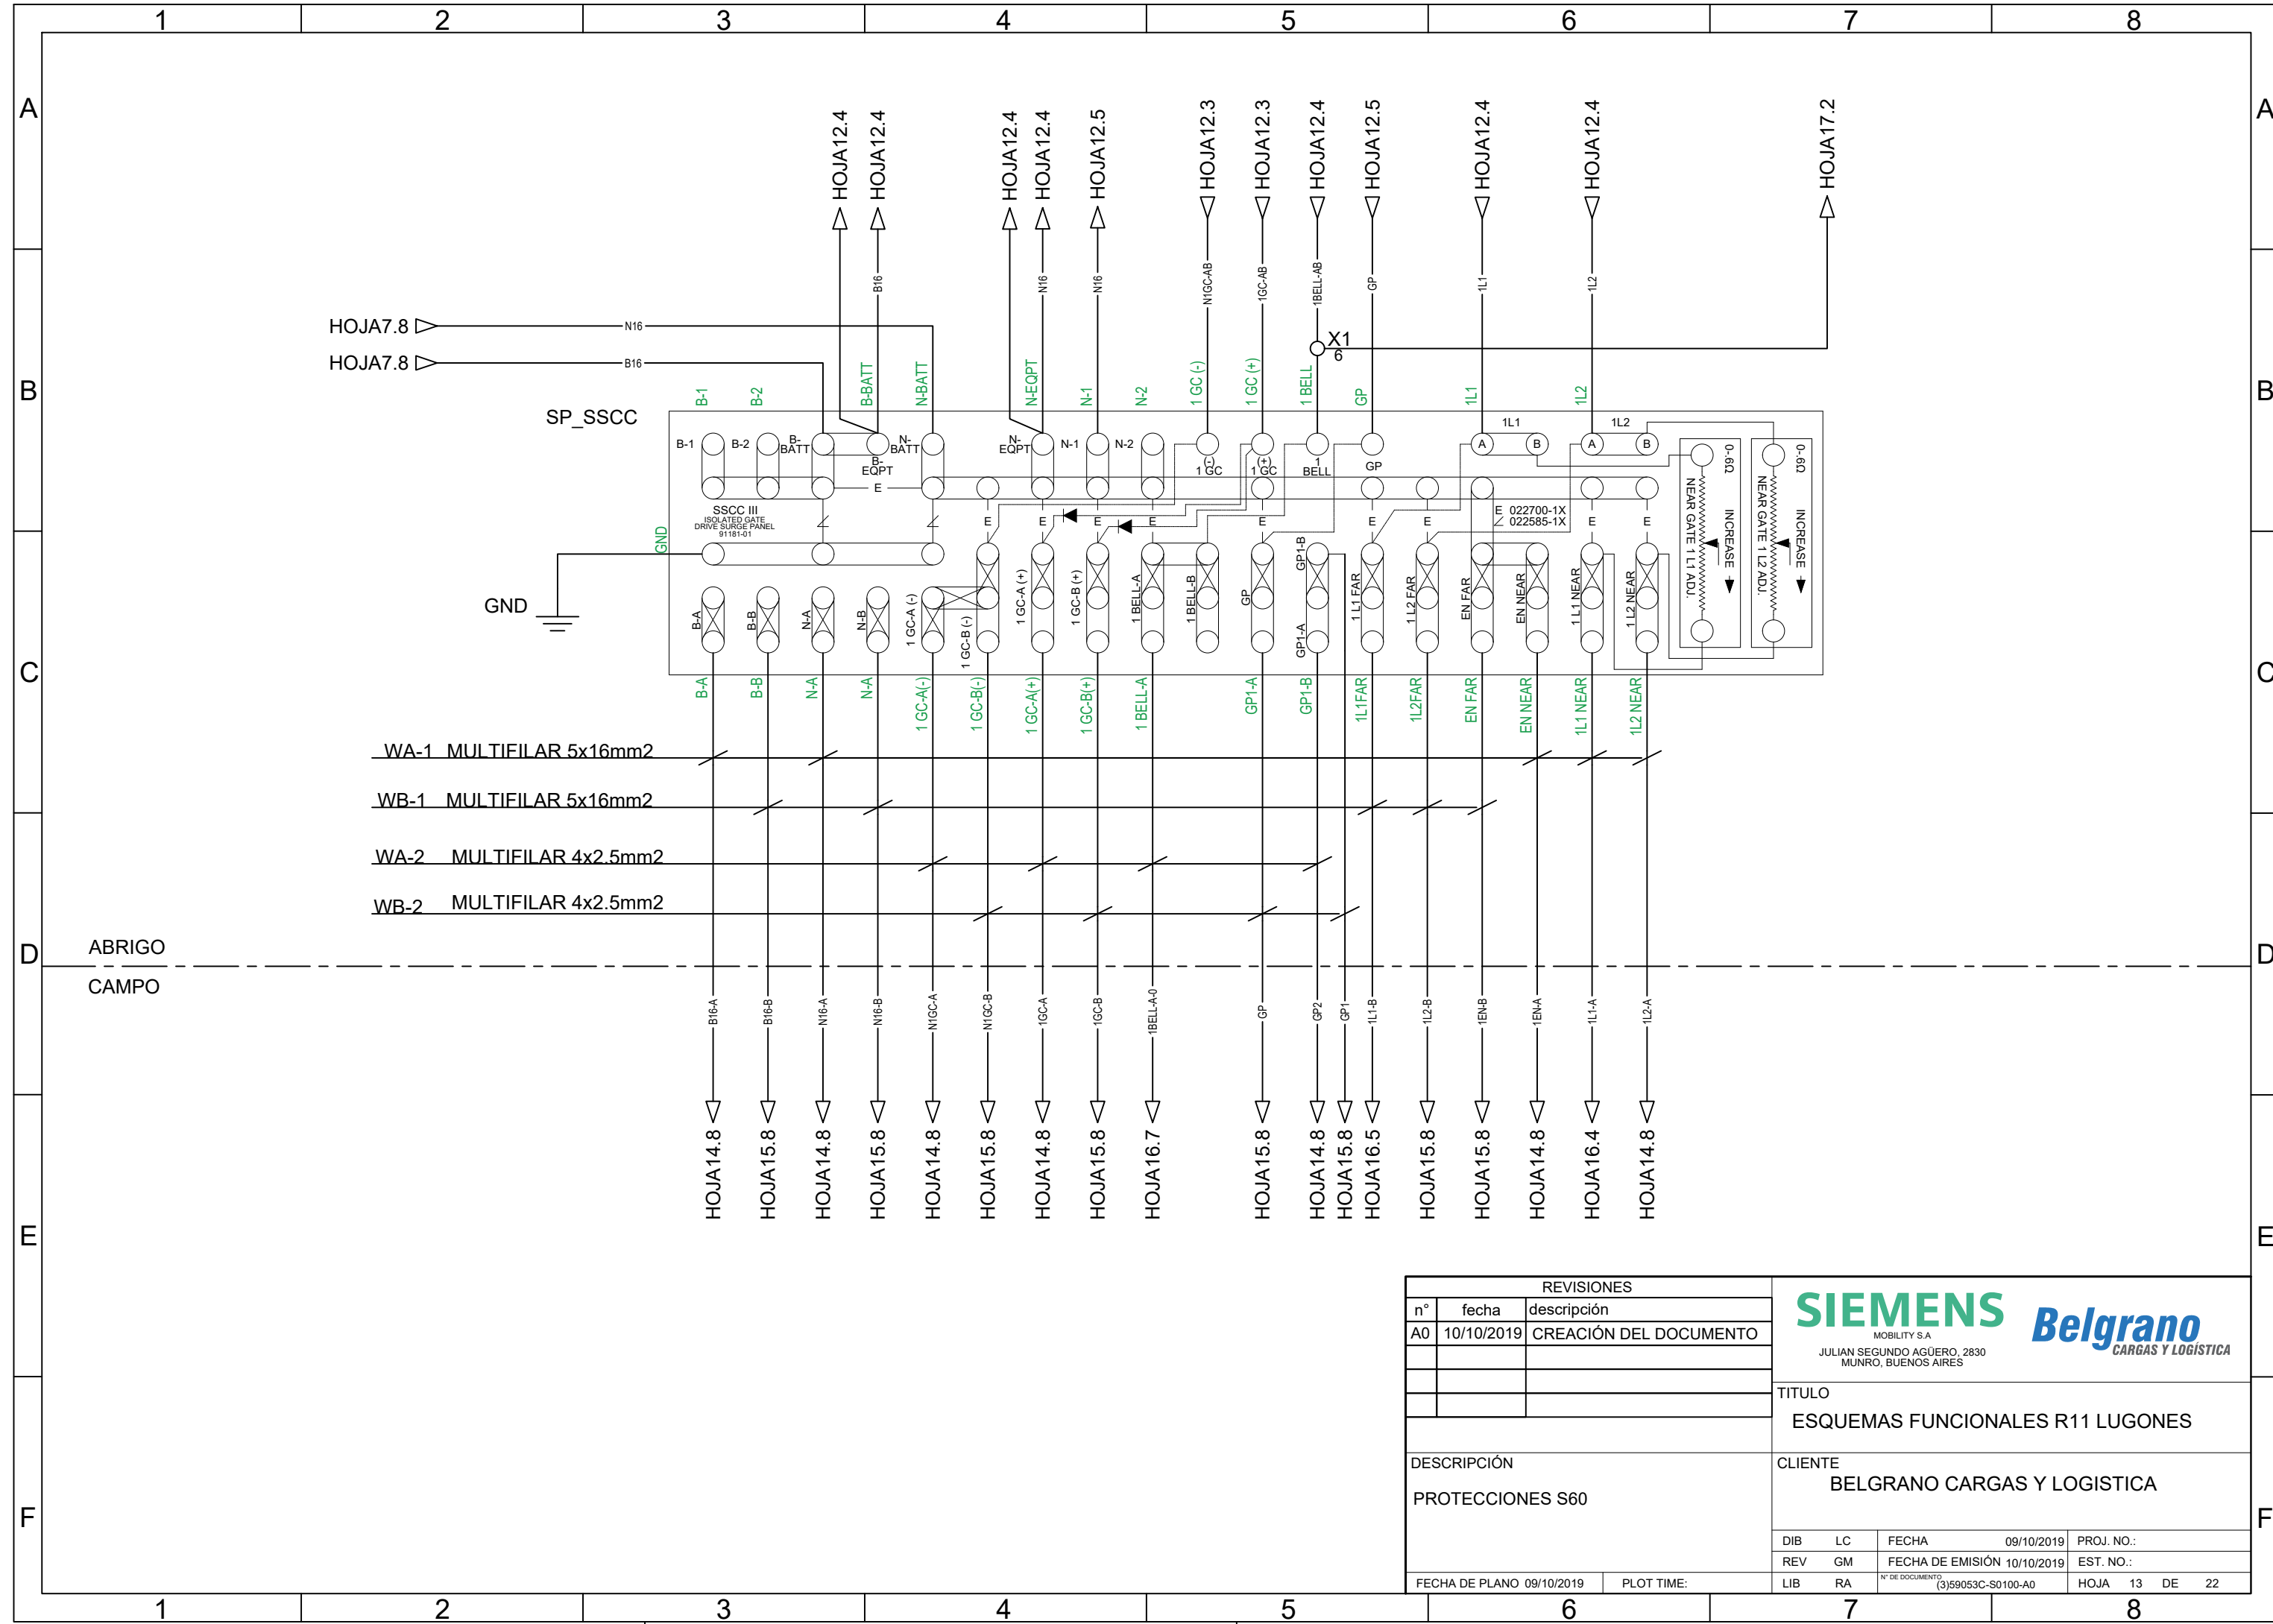 1 2 3 4 5 6 7 8
A
A
HOJA12.4
HOJA12.4
HOJA12.4
HOJA12.4
HOJA12.5
HOJA12.3
HOJA12.3
HOJA12.4
HOJA12.5
HOJA12.4
HOJA12.4
HOJA17.2
B16
N16
N16
N1GC-AB
1GC-AB
1BELL-AB
GP
1L1
1L2
HOJA7.8
N16
HOJA7.8
B16
X1
6
B
B
B-1
B-2
B-BATT
N-BATT
N-EQPT
N-1
N-2
1 GC (-)
1 GC (+)
1 BELL
GP
1L1
1L2
SP_SSCC
B-1
B-2
B-
BATT
B-
EQPT
N-
BATT
N-
EQPT
N-1
N-2
(-)
1 GC
(+)
1 GC
1
BELL
GP
1L1
A
B
1L2
A
B
E
SSCC III
ISOLATED GATE
DRIVE SURGE PANEL
91181-01
E
E
E
E
E
E
E
E
E
E 022700-1X
022585-1X
0-.6Ω
NEAR GATE 1 L1 ADJ.
INCREASE
0-.6Ω
NEAR GATE 1 L2 ADJ.
INCREASE
GND
GND
B-A
B-B
N-A
N-B
1 GC-A (-)
1 GC-B (-)
1 GC-A (+)
1 GC-B (+)
1 BELL-A
1 BELL-B
GP
GP1-B
GP1-A
1 L1 FAR
1 L2 FAR
EN FAR
EN NEAR
1 L1 NEAR
1 L2 NEAR
C
C
B-A
B-B
N-A
N-A
1 GC-A(-)
1 GC-B(-)
1 GC-A(+)
1 GC-B(+)
1 BELL-A
GP1-A
GP1-B
1L1FAR
1L2FAR
EN FAR
EN NEAR
1L1 NEAR
1L2 NEAR
WA-1 MULTIFILAR 5x16mm2
WB-1 MULTIFILAR 5x16mm2
WA-2 MULTIFILAR 4x2.5mm2
WB-2 MULTIFILAR 4x2.5mm2
D
D
ABRIGO
CAMPO
B16-A
B16-B
N16-A
N16-B
N1GC-A
N1GC-B
1GC-A
1GC-B
1BELL-A-0
GP
GP2
GP1
1L1-B
1L2-B
1EN-B
1EN-A
1L1-A
1L2-A
HOJA14.8
HOJA15.8
HOJA14.8
HOJA15.8
HOJA14.8
HOJA15.8
HOJA14.8
HOJA15.8
HOJA16.7
HOJA15.8
HOJA14.8
HOJA15.8
HOJA16.5
HOJA15.8
HOJA15.8
HOJA14.8
HOJA16.4
HOJA14.8
E
E
REVISIONES
n° fecha descripción
A0 10/10/2019 CREACIÓN DEL DOCUMENTO
SIEMENS
MOBILITY S.A
JULIAN SEGUNDO AGÜERO, 2830
MUNRO, BUENOS AIRES
Belgrano
CARGAS Y LOGÍSTICA
TITULO
ESQUEMAS FUNCIONALES R11 LUGONES
DESCRIPCIÓN
PROTECCIONES S60
CLIENTE
BELGRANO CARGAS Y LOGISTICA
F
F
DIB LC FECHA 09/10/2019 PROJ. NO.:
REV GM FECHA DE EMISIÓN 10/10/2019 EST. NO.:
FECHA DE PLANO 09/10/2019 PLOT TIME: LIB RA N° DE DOCUMENTO (3)59053C-S0100-A0 HOJA 13 DE 22
1 2 3 4 5 6 7 8